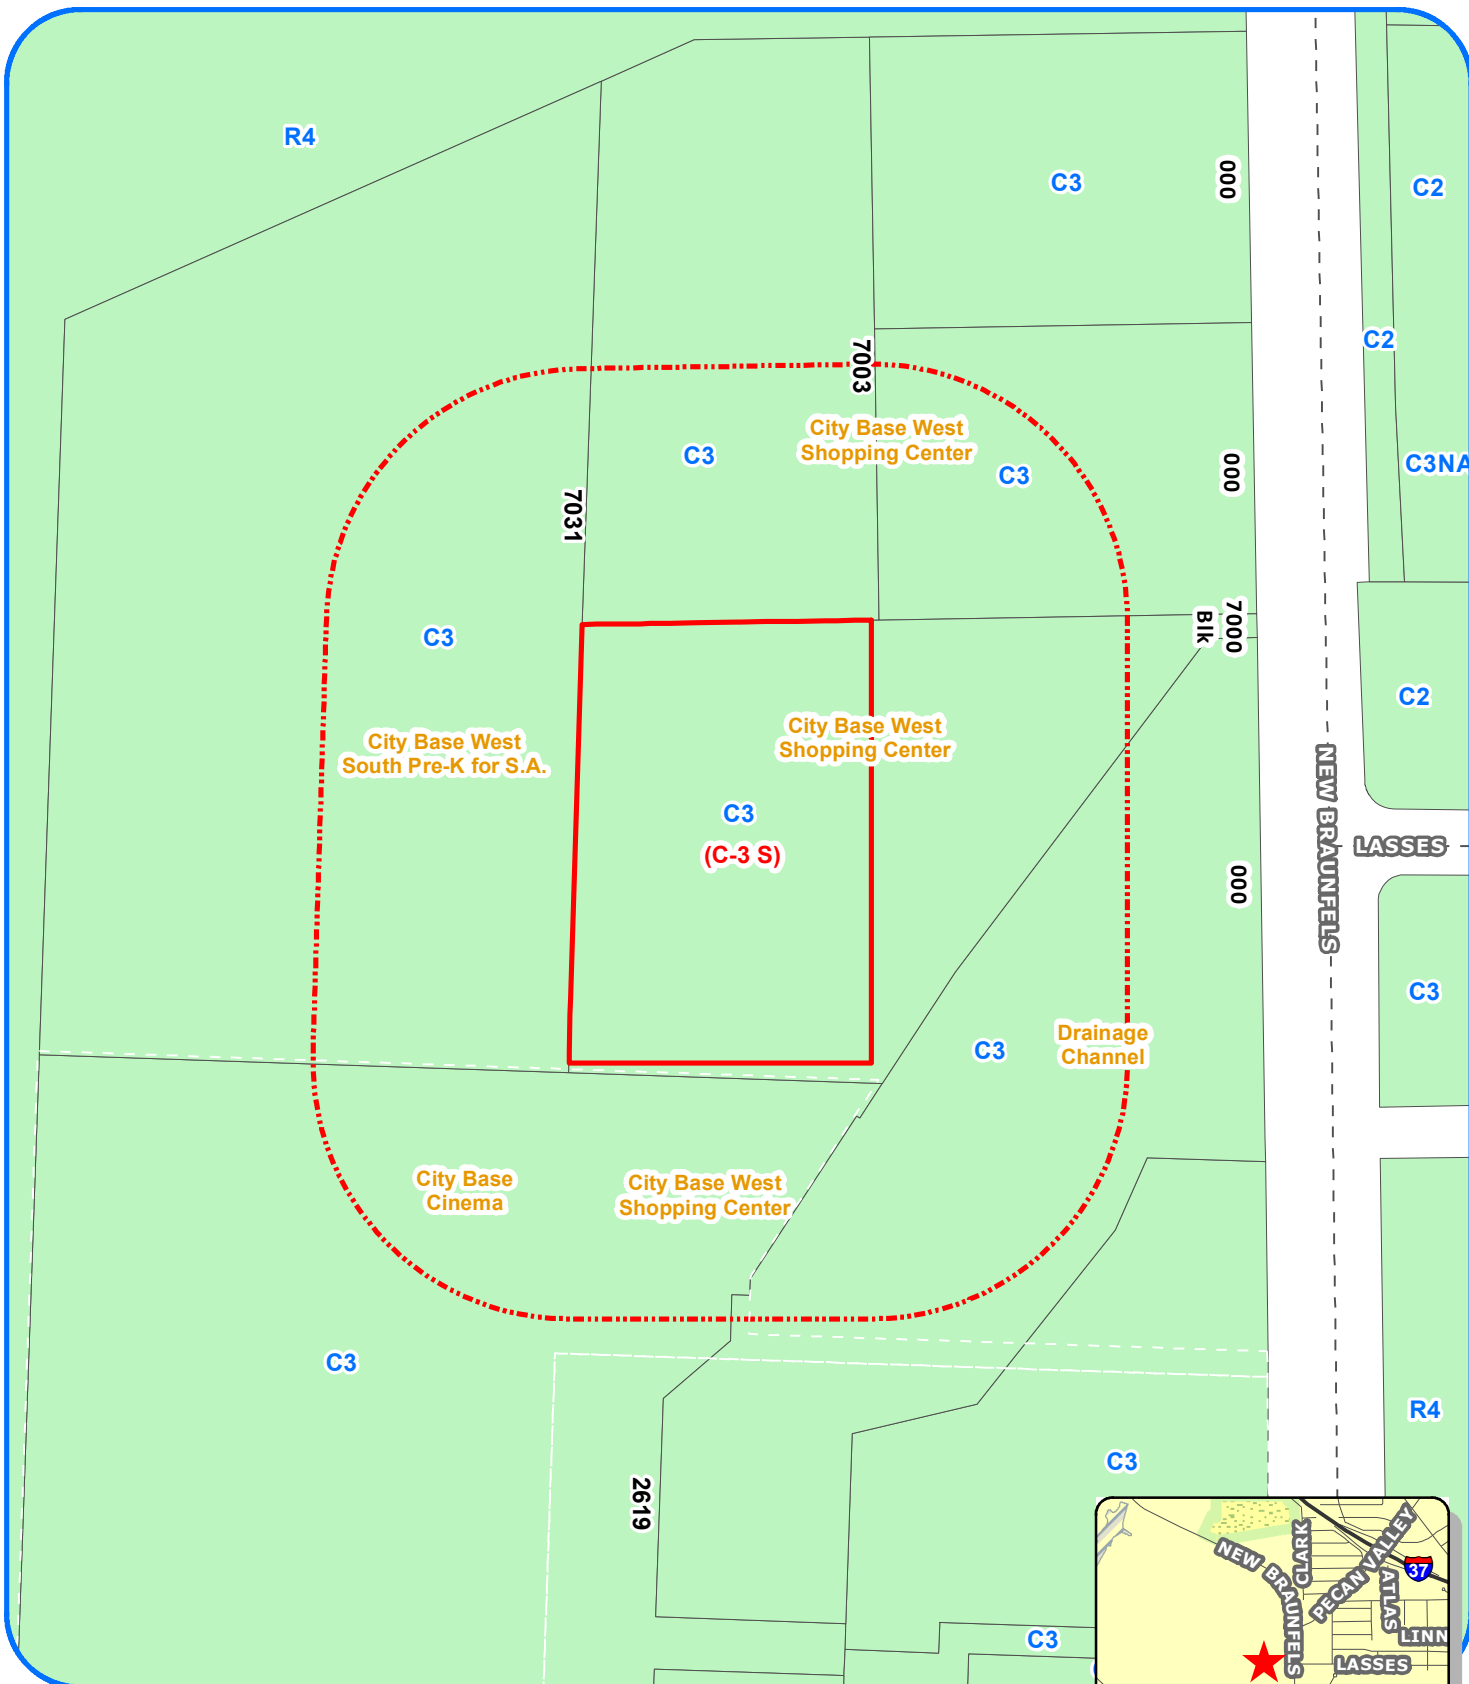 R4
C3
000
C2
C2
7003
City Base West
Shopping Center
C3
C3
000
C3NA
7031
C3
7000
Blk
C2
City Base West
Shopping Center
City Base West
South Pre-K for S.A.
C3
(C-3 S)
NEW BRAUNFELS
LASSES
000
C3
C3
Drainage
Channel
City Base
Cinema
City Base West
Shopping Center
C3
R4
C3
2619
C3
NEW BRAUNFELS
CLARK
PECAN VALLEY
37
ATLAS
LINN
LASSES